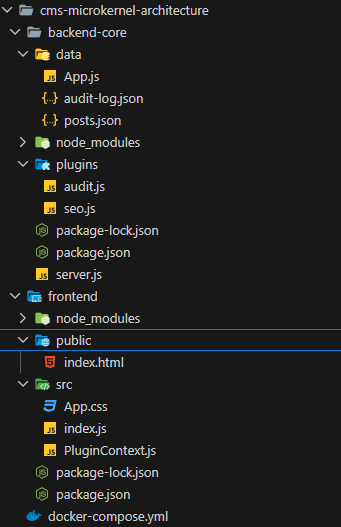 cms-microkernel-architecture
backend-core
data
App.js
audit-log.json
posts.json
node_modules
plugins
audit.js
seo.js
package-lock.json
package.json
server.js
frontend
node_modules
public
index.html
src
App.css
index.js
PluginContext.js
package-lock.json
package.json
docker-compose.yml